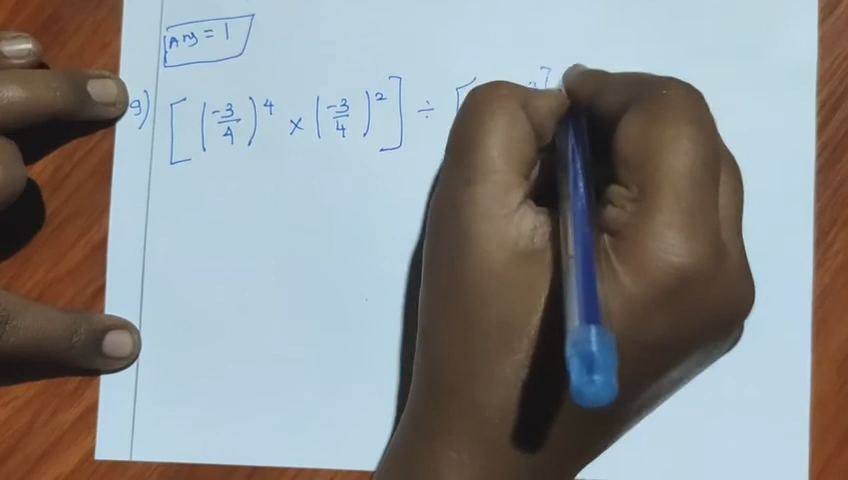 Ans = 1
9) [(-3/4)^4 × (-3/4)^2] ÷ [